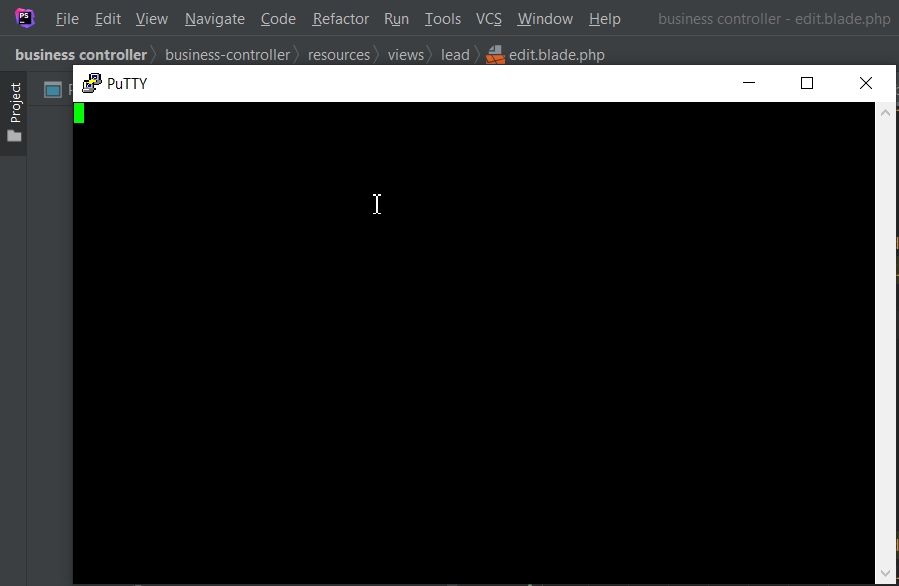 PS File Edit View Navigate Code Refactor Run Tools VCS Window Help business controller - edit.blade.php
business controller business-controller resources views lead edit.blade.php
PuTTY
Project